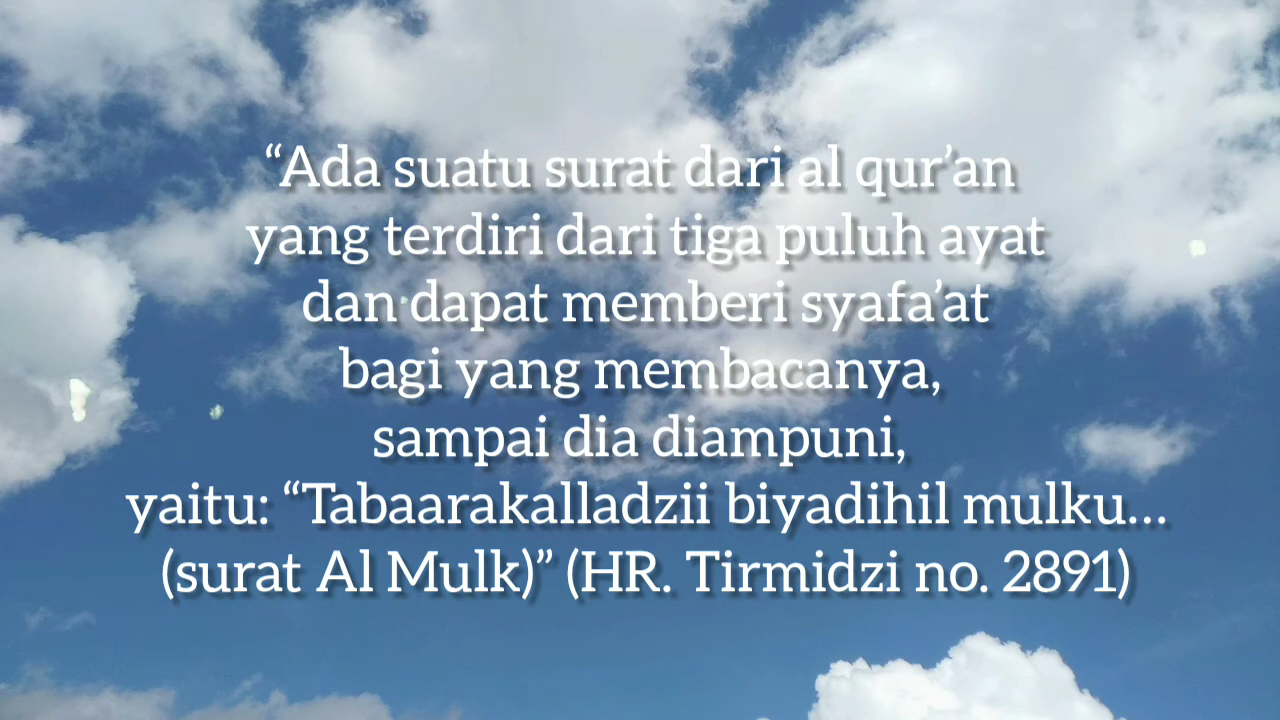 “Ada suatu surat dari al qur’an
yang terdiri dari tiga puluh ayat
dan dapat memberi syafa’at
bagi yang membacanya,
sampai dia diampuni,
yaitu: “Tabaarakalladzii biyadihil mulku...
(surat Al Mulk)” (HR. Tirmidzi no. 2891)